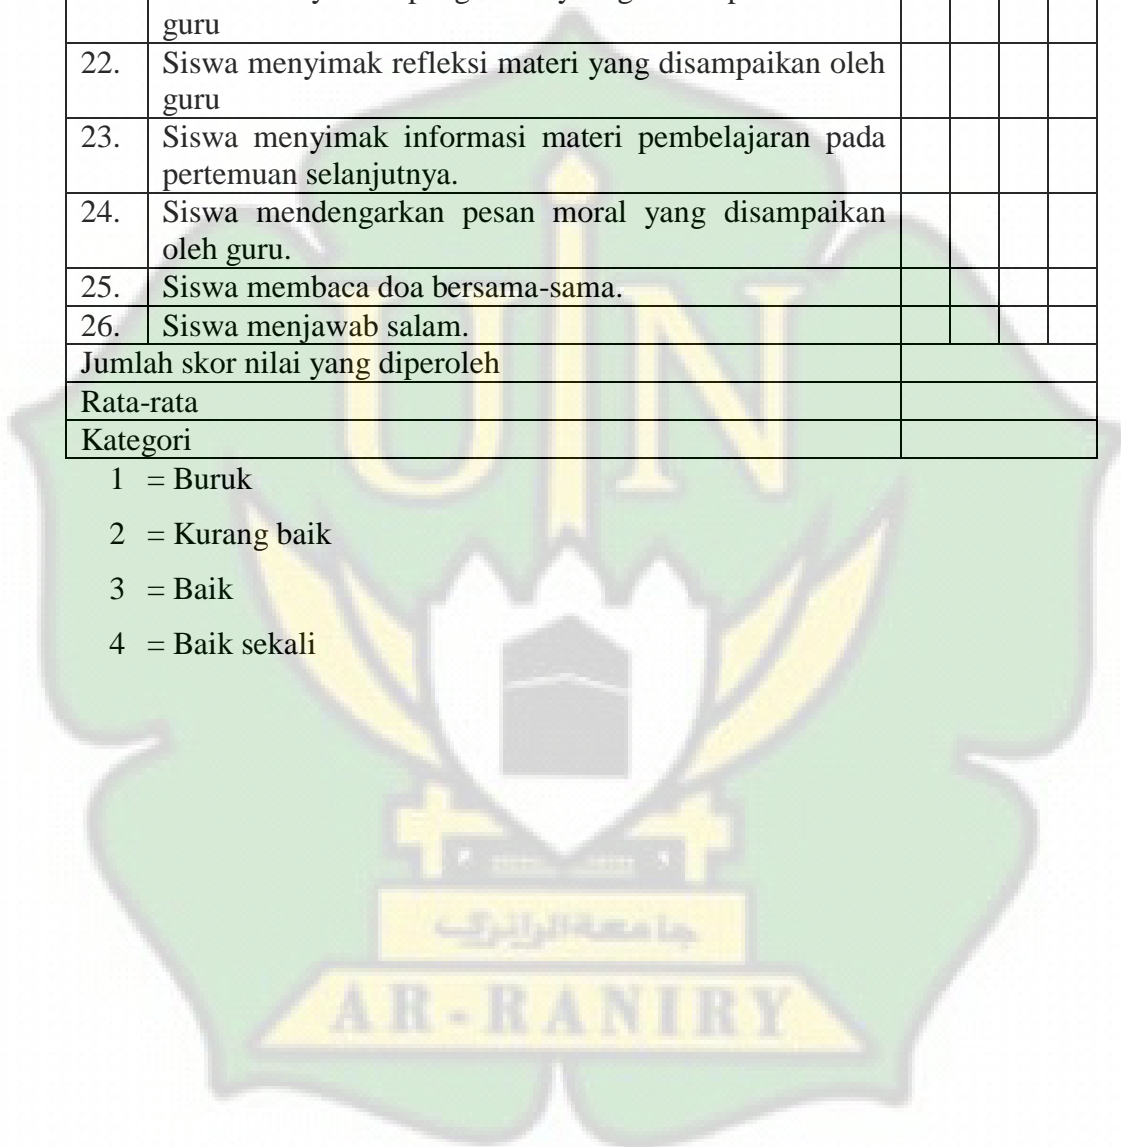 guru
22. Siswa menyimak refleksi materi yang disampaikan oleh
guru
23. Siswa menyimak informasi materi pembelajaran pada
pertemuan selanjutnya.
24. Siswa mendengarkan pesan moral yang disampaikan
oleh guru.
25. Siswa membaca doa bersama-sama.
26. Siswa menjawab salam.
Jumlah skor nilai yang diperoleh
Rata-rata
Kategori
1 = Buruk
2 = Kurang baik
3 = Baik
4 = Baik sekali
UIN
جامعة الرانري
AR-RANIRY